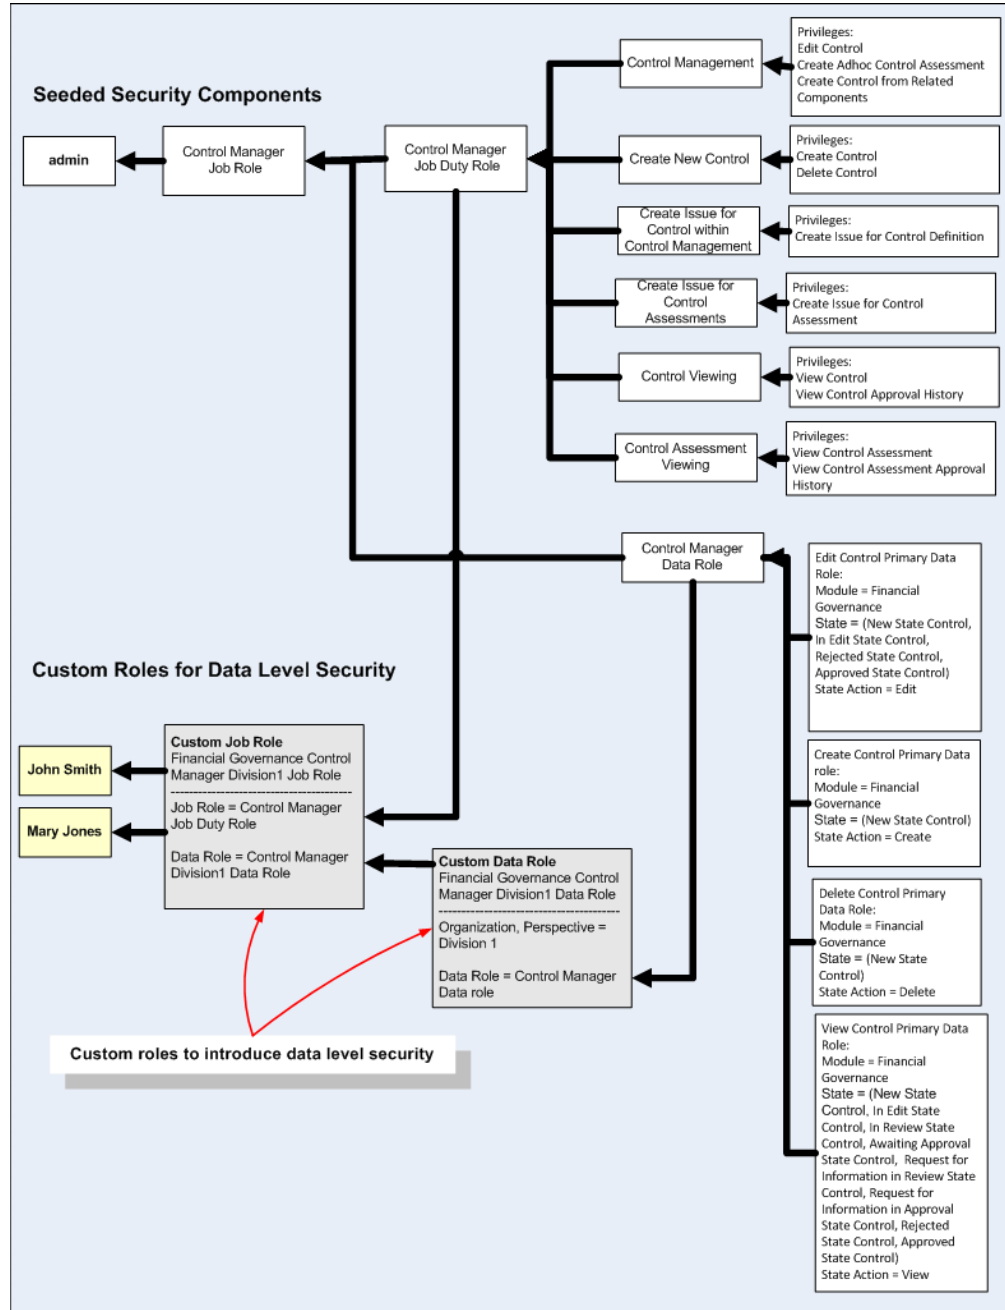 Seeded Security Components
admin
Control Manager
Job Role
Control Manager
Job Duty Role
Control Management
Privileges:
Edit Control
Create Adhoc Control Assessment
Create Control from Related
Components
Create New Control
Privileges:
Create Control
Delete Control
Create Issue for
Control within
Control Management
Privileges:
Create Issue for Control Definition
Create Issue for
Control
Assessments
Privileges:
Create Issue for Control
Assessment
Control Viewing
Privileges:
View Control
View Control Approval History
Control Assessment
Viewing
Privileges:
View Control Assessment
View Control Assessment Approval
History
Control Manager
Data Role
Edit Control Primary Data
Role:
Module = Financial
Governance
State = (New State Control,
In Edit State Control,
Rejected State Control,
Approved State Control)
State Action = Edit
Create Control Primary Data
role:
Module = Financial
Governance
State = (New State Control)
State Action = Create
Delete Control Primary
Data Role:
Module = Financial
Governance
State = (New State
Control)
State Action = Delete
View Control Primary Data
Role:
Module = Financial
Governance
State = (New State
Control, In Edit State
Control, In Review State
Control, Awaiting Approval
State Control, Request for
Information in Review State
Control, Request for
Information in Approval
State Control, Rejected
State Control, Approved
State Control)
State Action = View
Custom Roles for Data Level Security
John Smith
Mary Jones
Custom Job Role
Financial Governance Control
Manager Division1 Job Role
Job Role = Control Manager
Job Duty Role
Data Role = Control Manager
Division1 Data Role
Custom Data Role
Financial Governance Control
Manager Division1 Data Role
Organization, Perspective =
Division 1
Data Role = Control Manager
Data role
Custom roles to introduce data level security